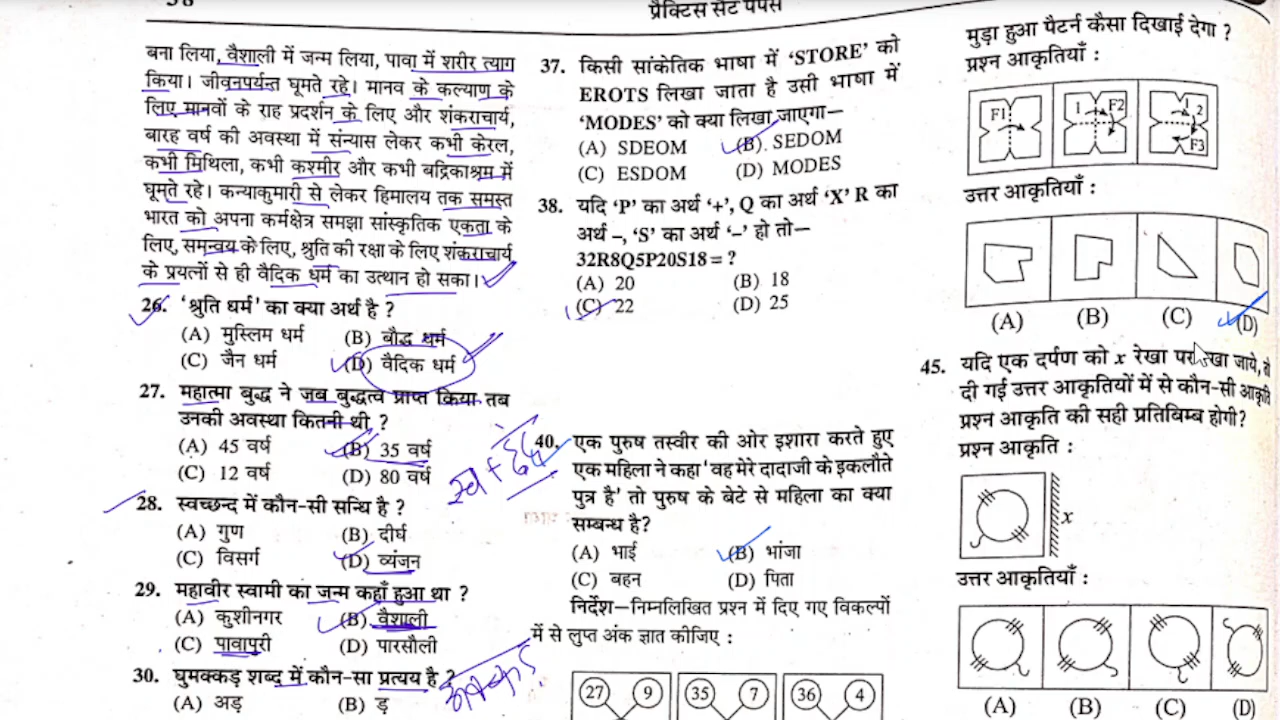 प्रैक्टिस सेट पेपर्स
बना लिया, वैशाली में जन्म लिया, पावा में शरीर त्याग
किया। जीवनपर्यन्त घूमते रहे। मानव के कल्याण के
लिए मानवों के राह प्रदर्शन के लिए और शंकराचार्य,
बारह वर्ष की अवस्था में संन्यास लेकर कभी केरल,
कभी मिथिला, कभी कश्मीर और कभी बद्रिकाश्रम में
घूमते रहे। कन्याकुमारी से लेकर हिमालय तक समस्त
भारत को अपना कर्मक्षेत्र समझा सांस्कृतिक एकता के
लिए, समन्वय के लिए, श्रुति की रक्षा के लिए शंकराचार्य
के प्रयत्नों से ही वैदिक धर्म का उत्थान हो सका।
26. 'श्रुति धर्म' का क्या अर्थ है ?
(A) मुस्लिम धर्म (B) बौद्ध धर्म
(C) जैन धर्म (D) वैदिक धर्म
27. महात्मा बुद्ध ने जब बुद्धत्व प्राप्त किया तब
उनकी अवस्था कितनी थी ?
(A) 45 वर्ष (B) 35 वर्ष
(C) 12 वर्ष (D) 80 वर्ष
28. स्वच्छन्द में कौन-सी सन्धि है ?
(A) गुण (B) दीर्घ
(C) विसर्ग (D) व्यंजन
29. महावीर स्वामी का जन्म कहाँ हुआ था ?
(A) कुशीनगर (B) वैशाली
(C) पावापुरी (D) पारसौली
30. घुमक्कड़ शब्द में कौन-सा प्रत्यय है ?
(A) अड़ (B) ड़
37. किसी सांकेतिक भाषा में 'STORE' को
EROTS लिखा जाता है उसी भाषा में
'MODES' को क्या लिखा जाएगा—
(A) SDEOM (B) SEDOM
(C) ESDOM (D) MODES
38. यदि 'P' का अर्थ '+', Q का अर्थ 'X' R का
अर्थ –, 'S' का अर्थ '–' हो तो—
32R8Q5P20S18 = ?
(A) 20 (B) 18
(C) 22 (D) 25
40. एक पुरुष तस्वीर की ओर इशारा करते हुए
एक महिला ने कहा 'वह मेरे दादाजी के इकलौते
पुत्र है' तो पुरुष के बेटे से महिला का क्या
सम्बन्ध है?
(A) भाई (B) भांजा
(C) बहन (D) पिता
निर्देश—निम्नलिखित प्रश्न में दिए गए विकल्पों
में से लुप्त अंक ज्ञात कीजिए :
27 9 35 7 36 4
मुड़ा हुआ पैटर्न कैसा दिखाई देगा ?
प्रश्न आकृतियाँ :
F1 1 F2 1 2 F3
उत्तर आकृतियाँ :
(A) (B) (C) (D)
45. यदि एक दर्पण को x रेखा पर रखा जाये, तो
दी गई उत्तर आकृतियों में से कौन-सी आकृति
प्रश्न आकृति की सही प्रतिबिम्ब होगी?
प्रश्न आकृति :
x
उत्तर आकृतियाँ :
(A) (B) (C) (D)